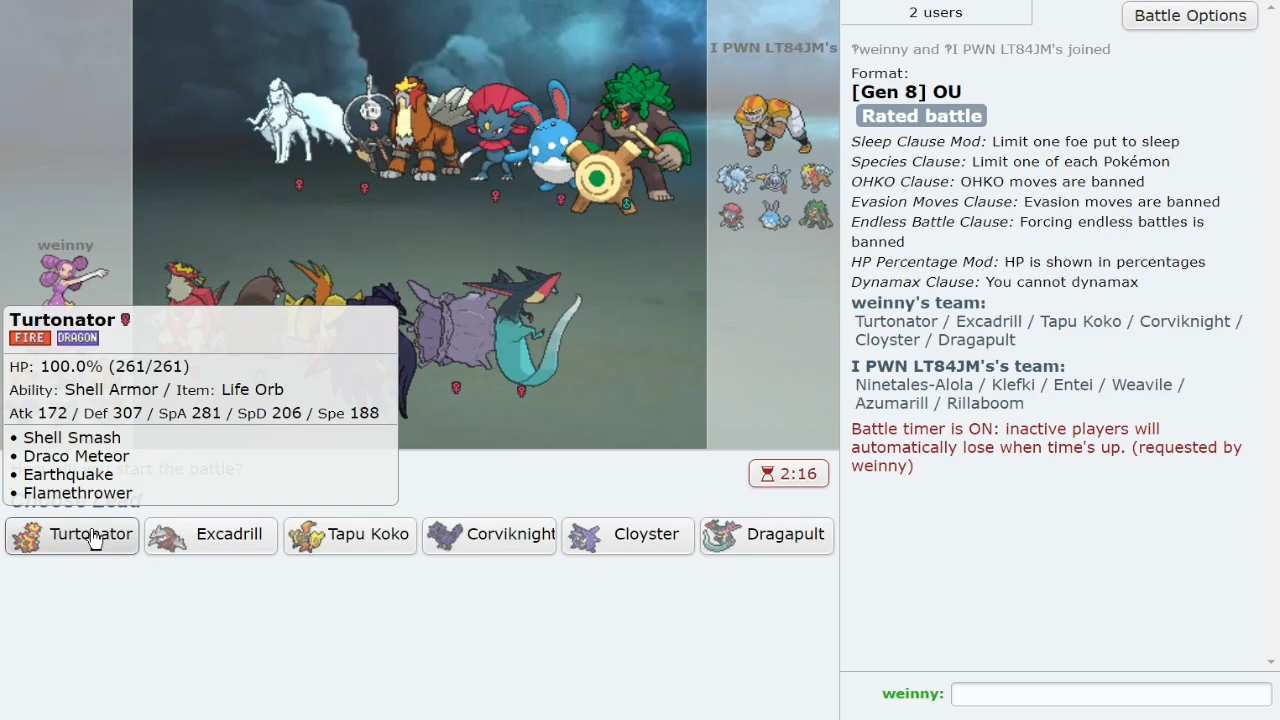 2 users
Battle Options
I PWN LT84JM's
weinny
Turtonator
FIRE DRAGON
HP: 100.0% (261/261)
Ability: Shell Armor / Item: Life Orb
Atk 172 / Def 307 / SpA 281 / SpD 206 / Spe 188
• Shell Smash
• Draco Meteor
• Earthquake
• Flamethrower
start the battle?
2:16
Turtonator
Excadrill
Tapu Koko
Corviknight
Cloyster
Dragapult
‽weinny and ‽I PWN LT84JM's joined
Format:
[Gen 8] OU
Rated battle
Sleep Clause Mod: Limit one foe put to sleep
Species Clause: Limit one of each Pokémon
OHKO Clause: OHKO moves are banned
Evasion Moves Clause: Evasion moves are banned
Endless Battle Clause: Forcing endless battles is
banned
HP Percentage Mod: HP is shown in percentages
Dynamax Clause: You cannot dynamax
weinny's team:
Turtonator / Excadrill / Tapu Koko / Corviknight /
Cloyster / Dragapult
I PWN LT84JM's's team:
Ninetales-Alola / Klefki / Entei / Weavile /
Azumarill / Rillaboom
Battle timer is ON: inactive players will
automatically lose when time's up. (requested by
weinny)
weinny: